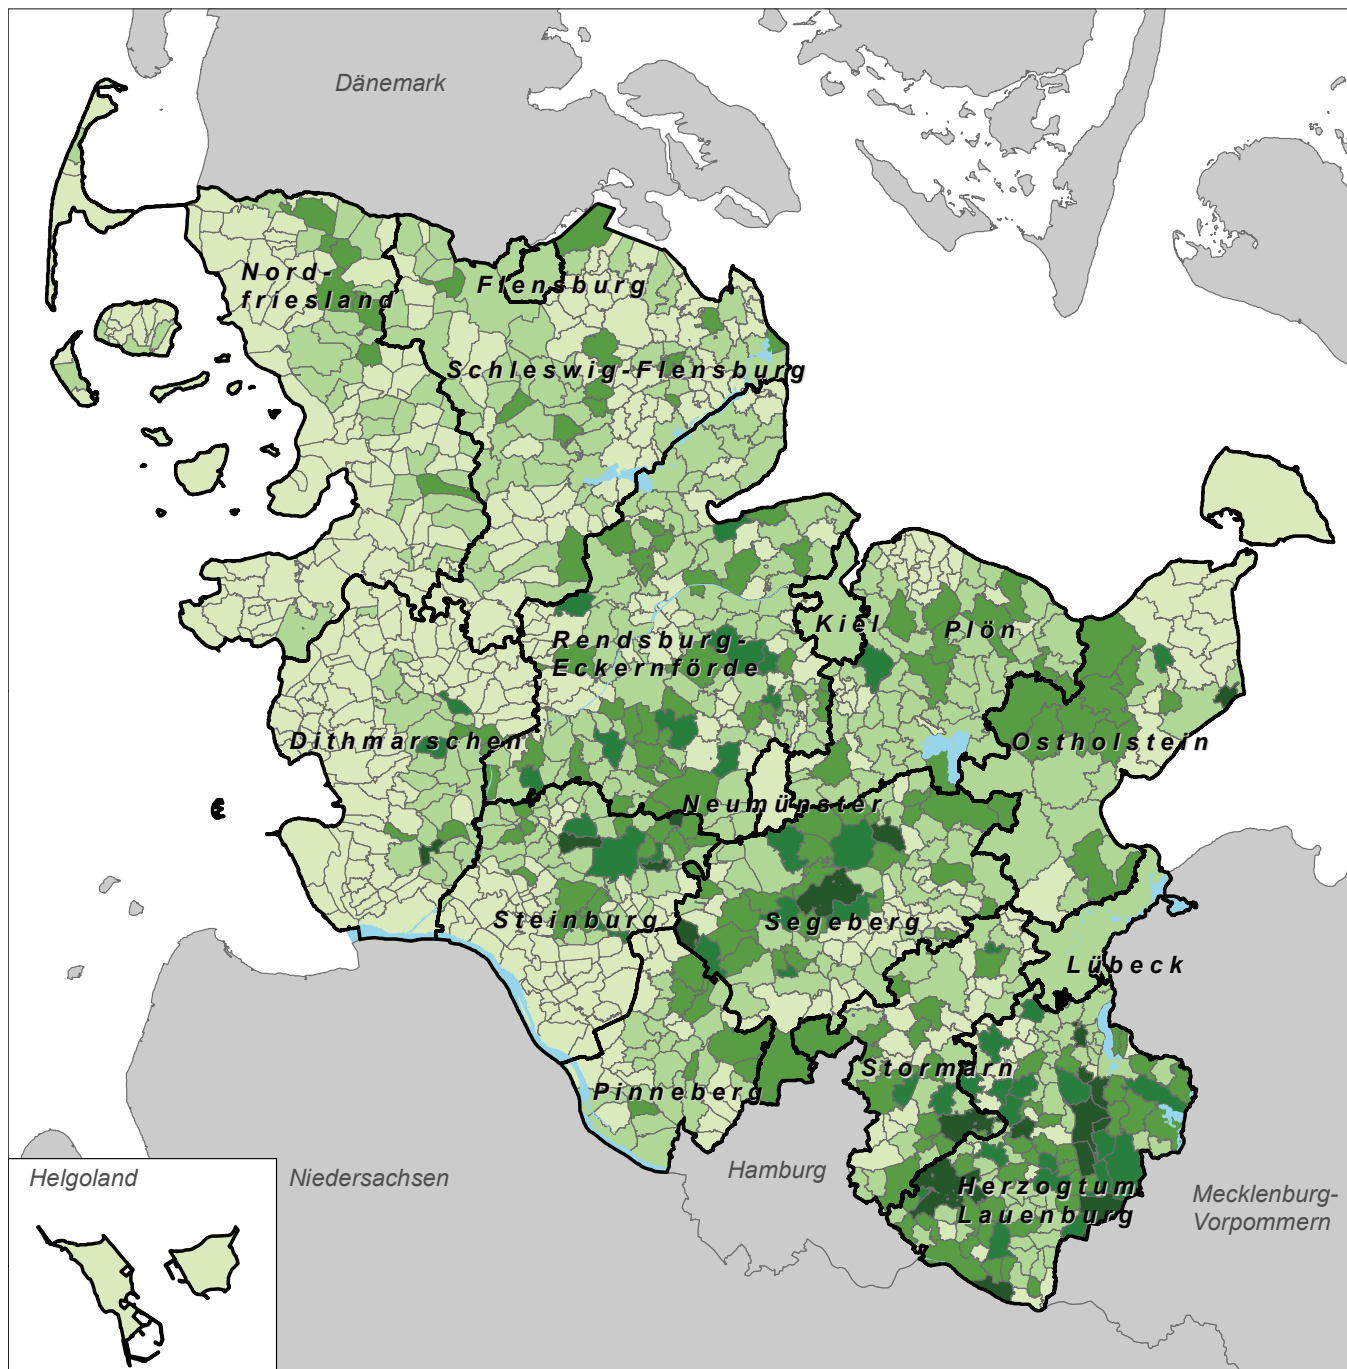 Dänemark
Nord-
friesland
Flensburg
Schleswig-Flensburg
Kiel
Plön
Rendsburg-
Eckernförde
Dithmarschen
Ostholstein
Neumünster
Steinburg
Segeberg
Lübeck
Stormarn
Pinneberg
Helgoland
Niedersachsen
Hamburg
Herzogtum
Lauenburg
Mecklenburg-
Vorpommern